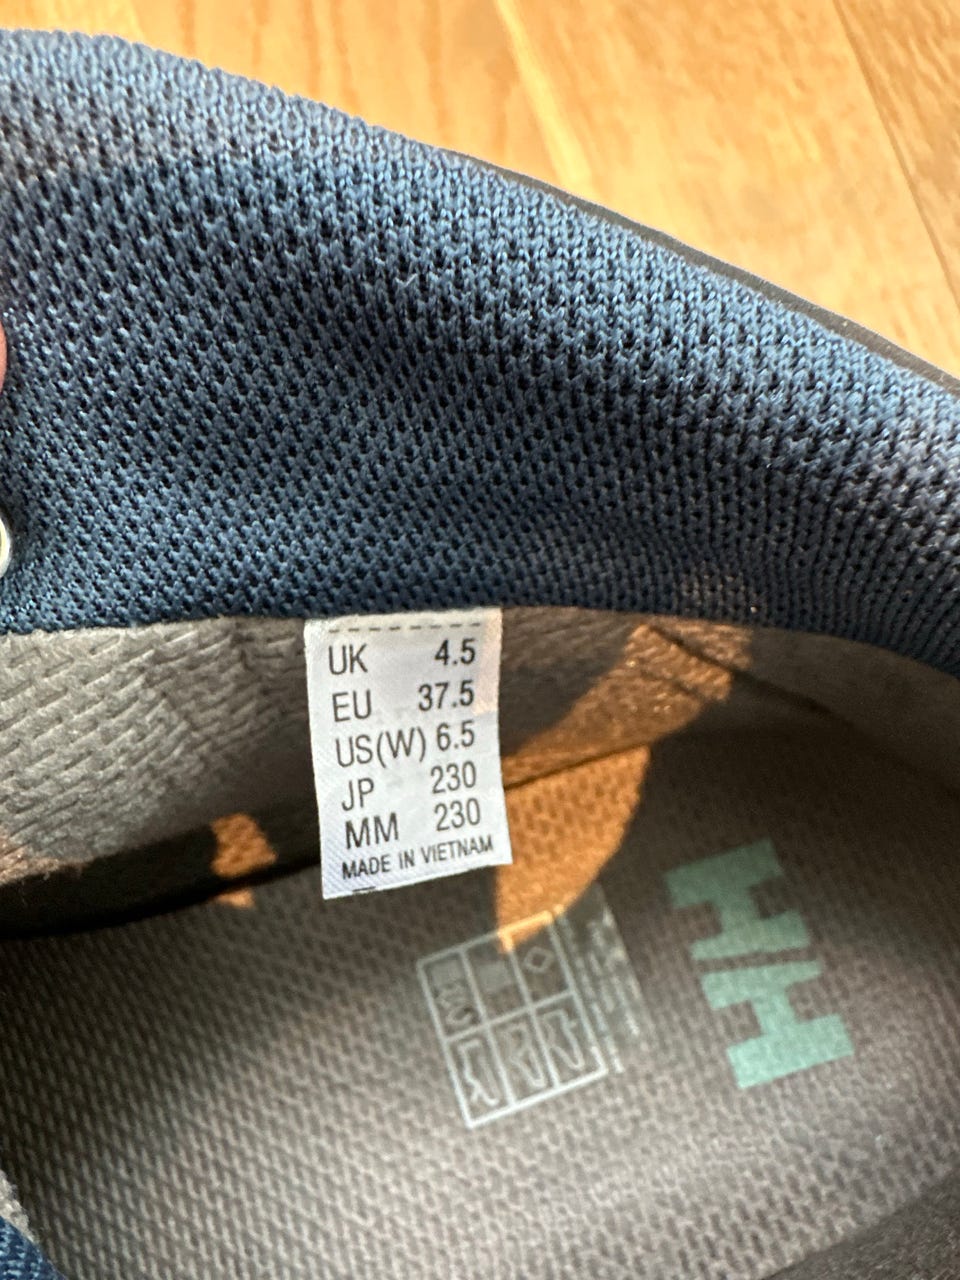 UK 4.5
EU 37.5
US(W) 6.5
JP 230
MM 230
MADE IN VIETNAM
HH